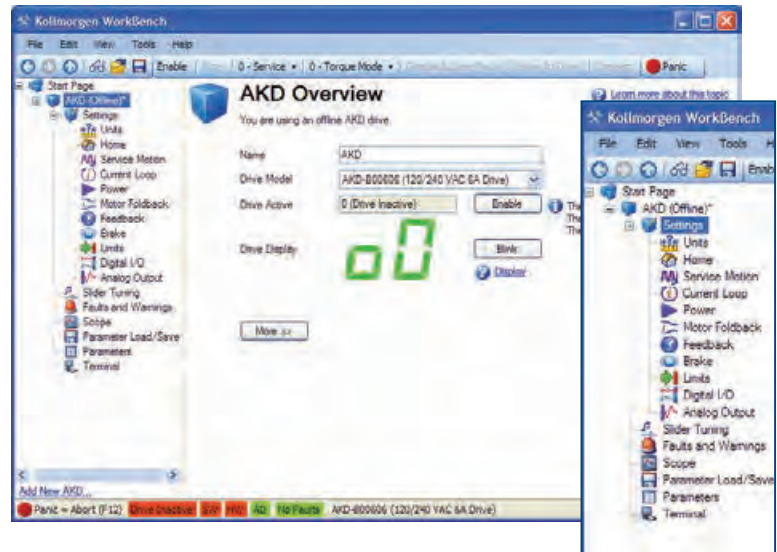 Kollmorgen WorkBench
File Edit View Tools Help
Enable 0 - Service 0 - Torque Mode Panic
Start Page
AKD (Offline)*
Settings
Units
Home
Service Motion
Current Loop
Power
Motor Foldback
Feedback
Brake
Limits
Digital I/O
Analog Output
Slider Tuning
Faults and Warnings
Scope
Parameter Load/Save
Parameters
Terminal
Add New AKD...
AKD Overview
Learn more about this topic
You are using an offline AKD drive.
Name AKD
Drive Model AKD-B00606 (120/240 VAC 6A Drive)
Drive Active 0 (Drive Inactive) Enable
The
The
The
Drive Display o0 Blink
Display
More >>
Panic = Abort (F12) Drive Inactive SW HW AD No Faults AKD-B00606 (120/240 VAC 6A Drive)
Kollmorgen WorkBench
File Edit View Tools H
Enab
Start Page
AKD (Offline)*
Settings
Units
Home
Service Motion
Current Loop
Power
Motor Foldback
Feedback
Brake
Limits
Digital I/O
Analog Output
Slider Tuning
Faults and Warnings
Scope
Parameter Load/Save
Parameters
Terminal